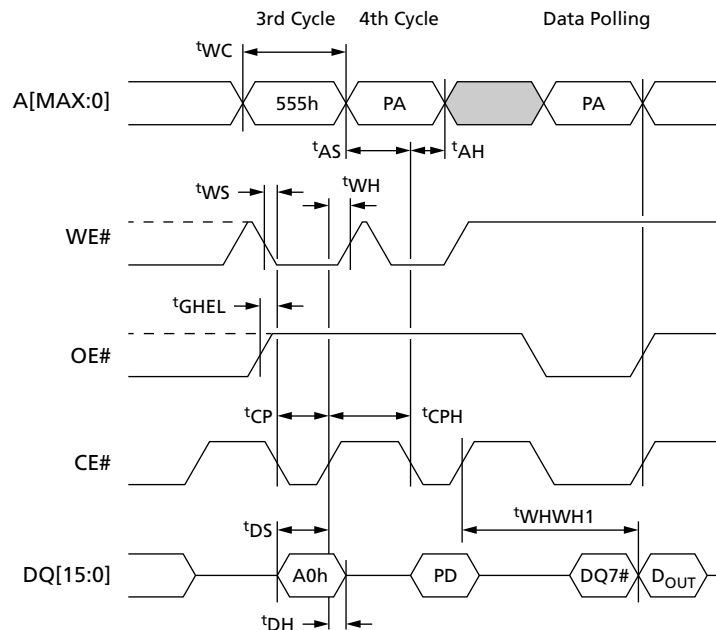 3rd Cycle 4th Cycle Data Polling
tWC
A[MAX:0] 555h PA PA
tAS tAH
tWS tWH
WE#
tGHEL
OE#
tCP tCPH
CE#
tWHWH1
tDS
DQ[15:0] A0h PD DQ7# DOUT
tDH